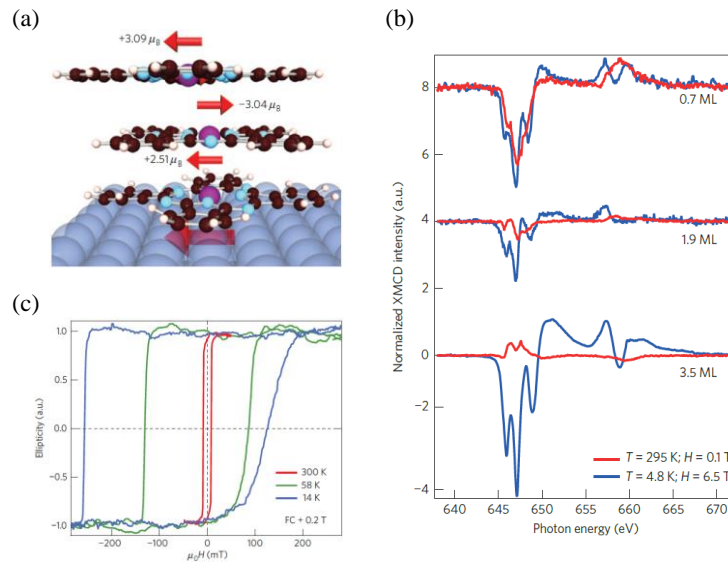 (a)
+3.09 μB
−3.04 μB
+2.51 μB
(b)
Normalized XMCD intensity (a.u.)
8
6
4
−2
0
−2
−4
0.7 ML
1.9 ML
3.5 ML
T = 295 K; H = 0.1 T
T = 4.8 K; H = 6.5 T
640
645
650
655
660
665
670
Photon energy (eV)
(c)
Ellipticity (a.u.)
1.0
0.5
0.0
−0.5
−1.0
300 K
58 K
14 K
FC + 0.2 T
−200
−100
0
100
200
μ0H (mT)